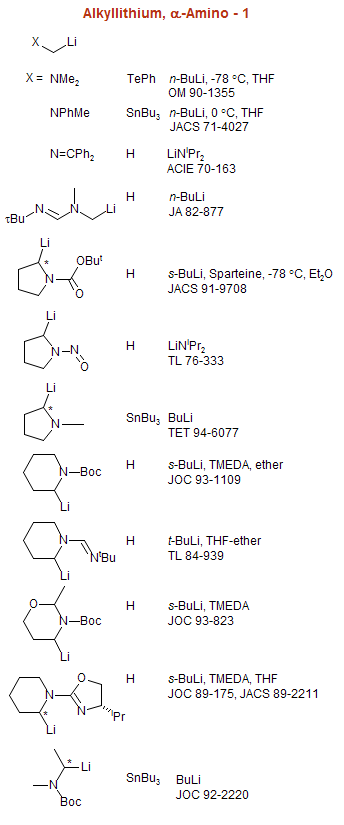 Alkyllithium, α-Amino - 1
X Li
X = NMe2 TePh n-BuLi, -78 °C, THF
OM 90-1355
NPhMe SnBu3 n-BuLi, 0 °C, THF
JACS 71-4027
N=CPh2 H LiNiPr2
ACIE 70-163
τBu N N Li H n-BuLi
JA 82-877
Li
* N OBut O H s-BuLi, Sparteine, -78 °C, Et2O
JACS 91-9708
Li
N-N O H LiNiPr2
TL 76-333
Li
* N SnBu3 BuLi
TET 94-6077
N-Boc H s-BuLi, TMEDA, ether
JOC 93-1109
Li
N NtBu H t-BuLi, THF-ether
TL 84-939
Li
O N-Boc H s-BuLi, TMEDA
JOC 93-823
Li
O N N iPr * H s-BuLi, TMEDA, THF
JOC 89-175, JACS 89-2211
Li
* Li
N SnBu3 BuLi
Boc JOC 92-2220